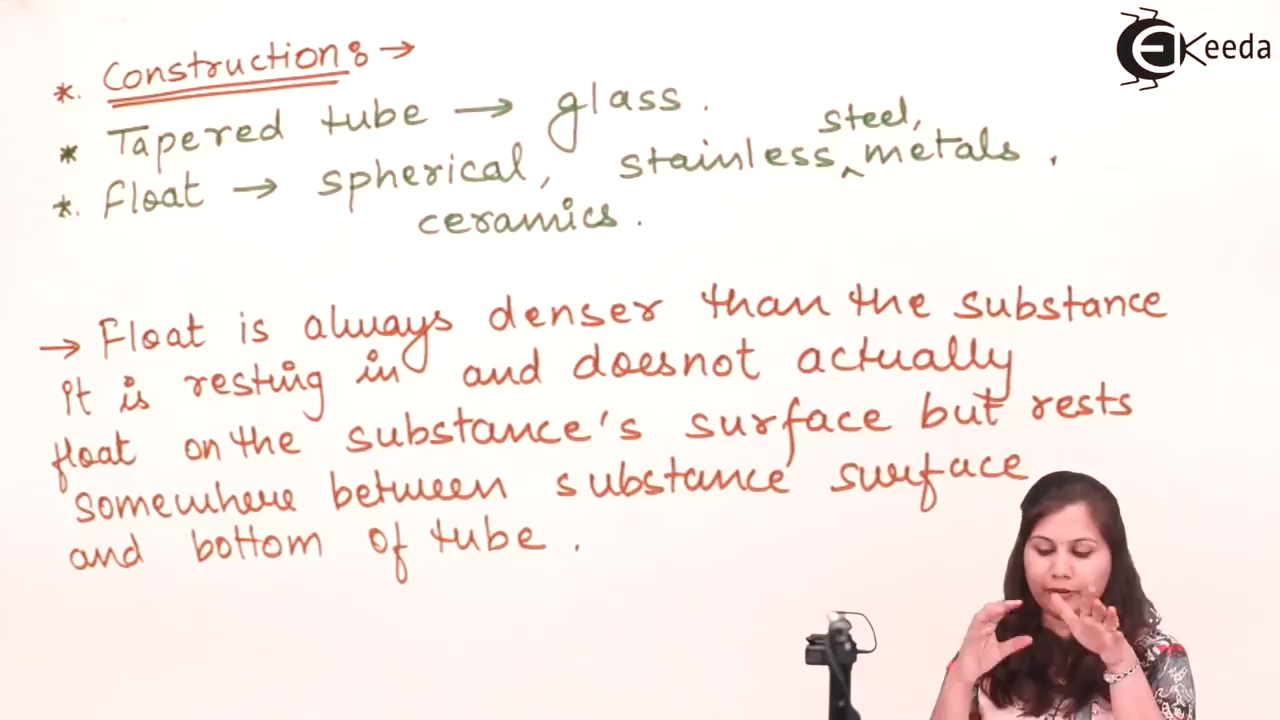 EKeeda
*. Construction :→
* Tapered tube → glass.
*. Float → spherical, stainless steel, metals.
ceramics.
→ Float is always denser than the substance
it is resting in and doesnot actually
float on the substance's surface but rests
somewhere between substance surface
and bottom of tube.